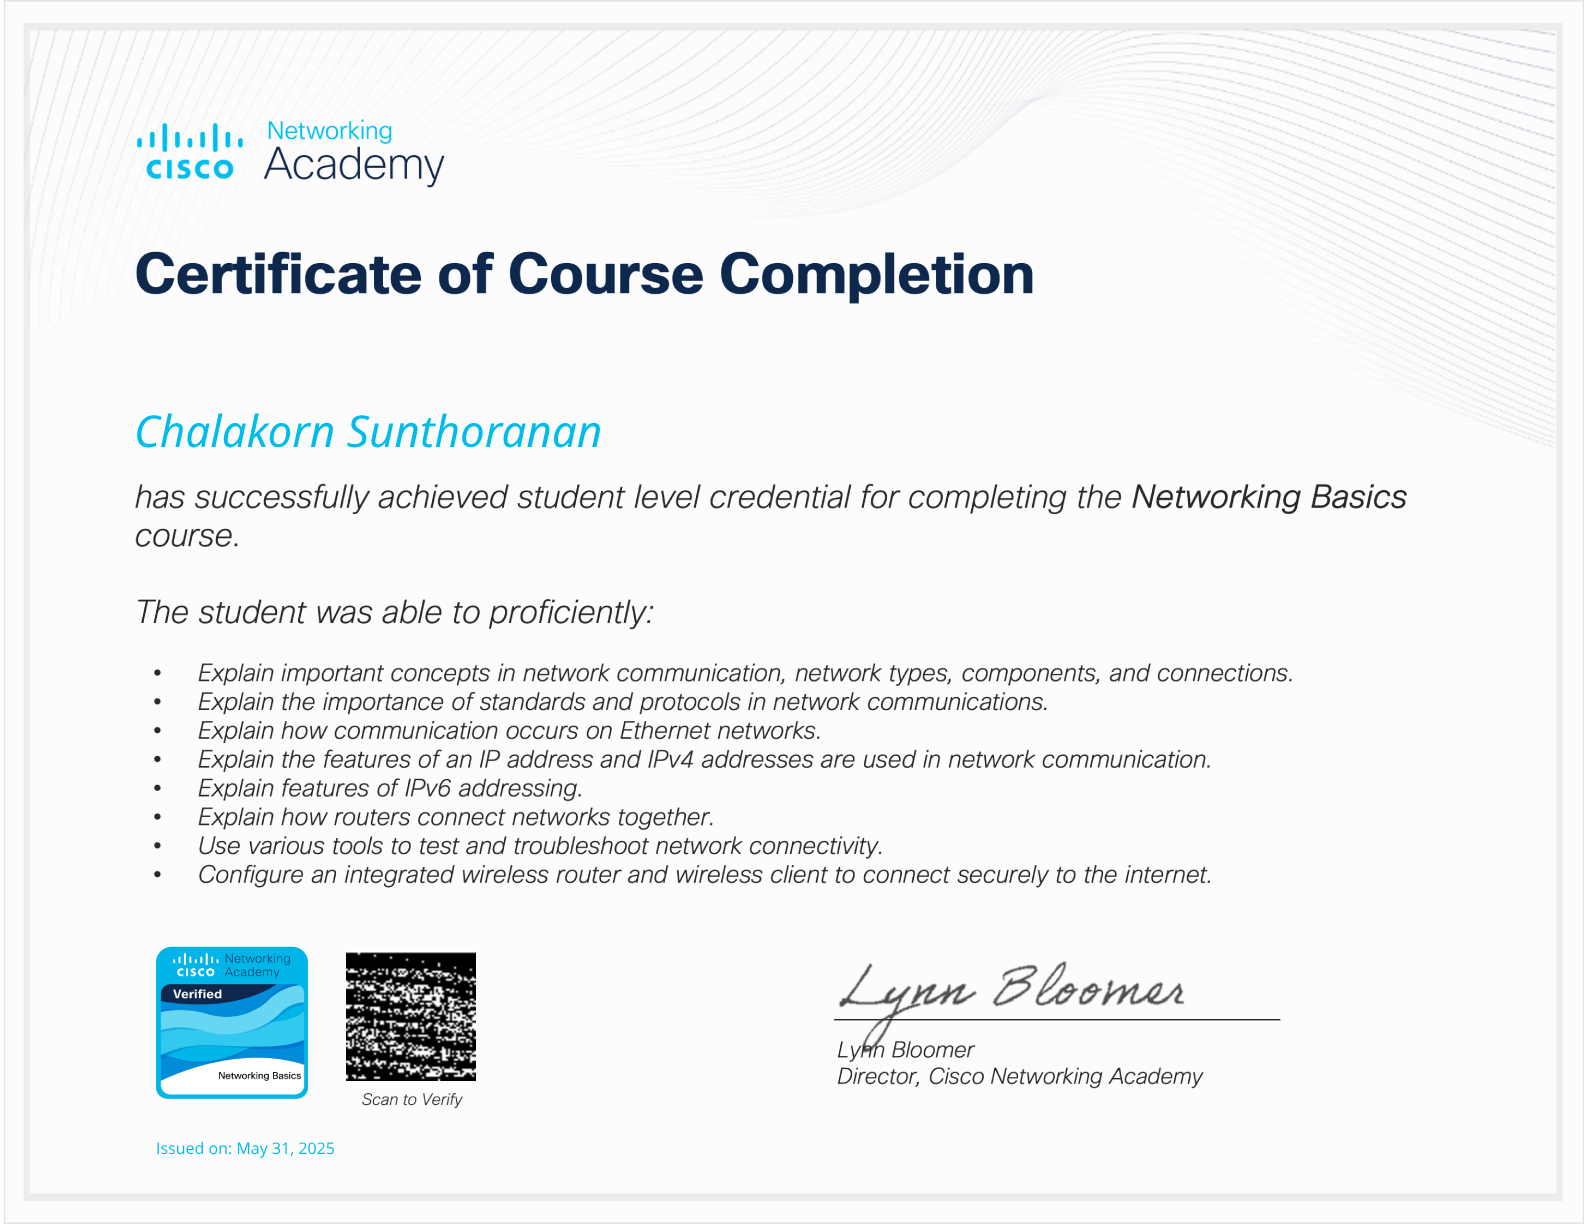 Networking
cisco Academy
Certificate of Course Completion
Chalakorn Sunthoranan
has successfully achieved student level credential for completing the Networking Basics
course.
The student was able to proficiently:
• Explain important concepts in network communication, network types, components, and connections.
• Explain the importance of standards and protocols in network communications.
• Explain how communication occurs on Ethernet networks.
• Explain the features of an IP address and IPv4 addresses are used in network communication.
• Explain features of IPv6 addressing.
• Explain how routers connect networks together.
• Use various tools to test and troubleshoot network connectivity.
• Configure an integrated wireless router and wireless client to connect securely to the internet.
Networking
cisco Academy
Verified
Networking Basics
Scan to Verify
Lynn Bloomer
Lynn Bloomer
Director, Cisco Networking Academy
Issued on: May 31, 2025